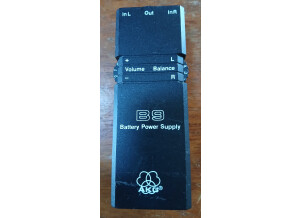 In L Out In R
+ L
Volume Balance
− R
B9
Battery Power Supply
AKG®